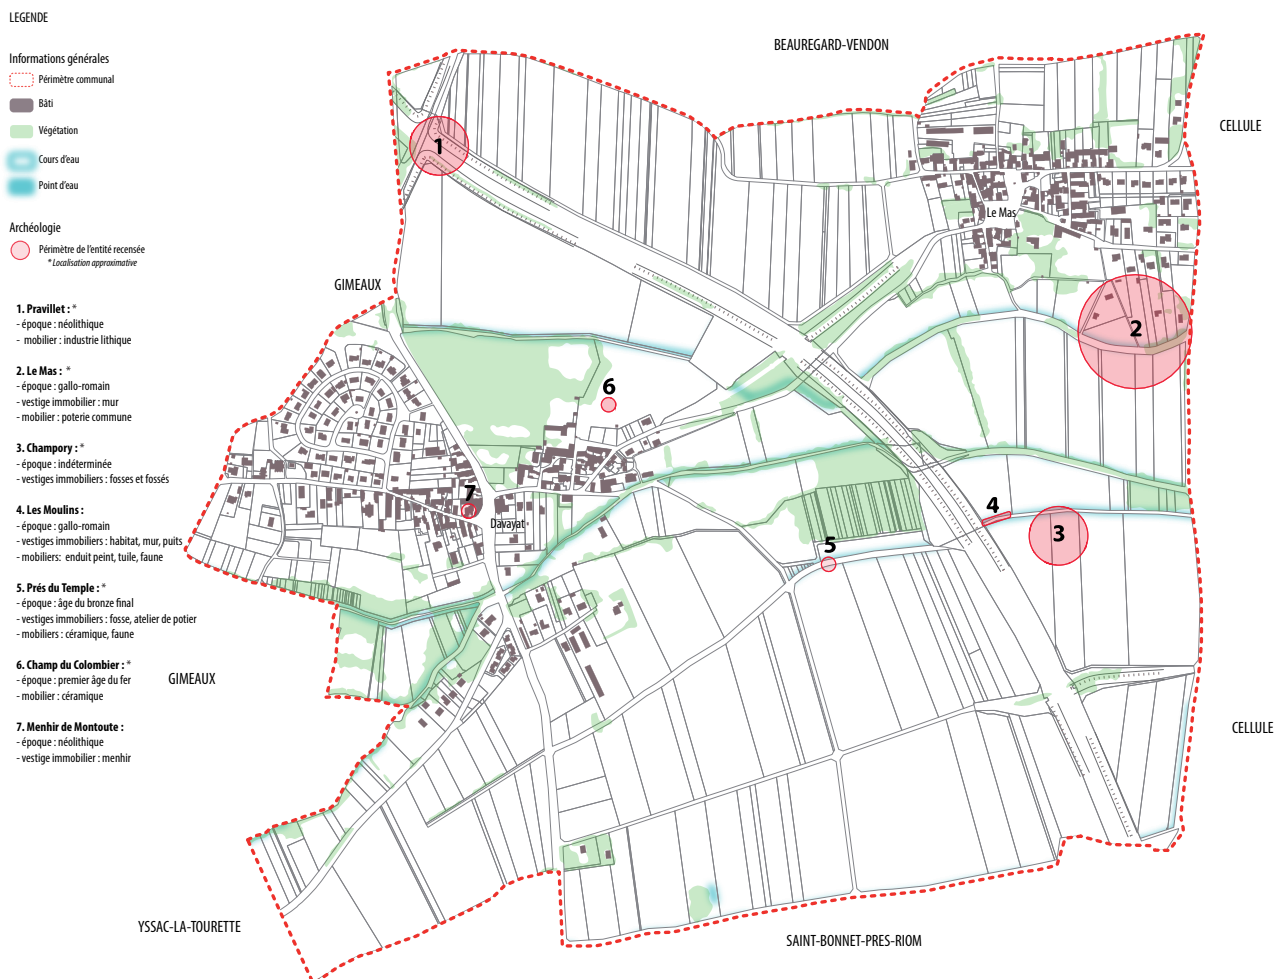 LEGENDE
Informations générales
Périmètre communal
Bâti
Végétation
Cours d'eau
Point d'eau
Archéologie
Périmètre de l'entité recensée
* Localisation approximative
1. Pravillet : *
- époque : néolithique
- mobilier : industrie lithique
2. Le Mas : *
- époque : gallo-romain
- vestige immobilier : mur
- mobilier : poterie commune
3. Champory : *
- époque : indéterminée
- vestiges immobiliers : fosses et fossés
4. Les Moulins :
- époque : gallo-romain
- vestiges immobiliers : habitat, mur, puits
- mobiliers: enduit peint, tuile, faune
5. Prés du Temple : *
- époque : âge du bronze final
- vestiges immobiliers : fosse, atelier de potier
- mobiliers : céramique, faune
6. Champ du Colombier : *
- époque : premier âge du fer
- mobilier : céramique
7. Menhir de Montoute :
- époque : néolithique
- vestige immobilier : menhir
BEAUREGARD-VENDON
CELLULE
1
Le Mas
GIMEAUX
2
6
7
Davayat
4
3
5
GIMEAUX
CELLULE
YSSAC-LA-TOURETTE
SAINT-BONNET-PRES-RIOM